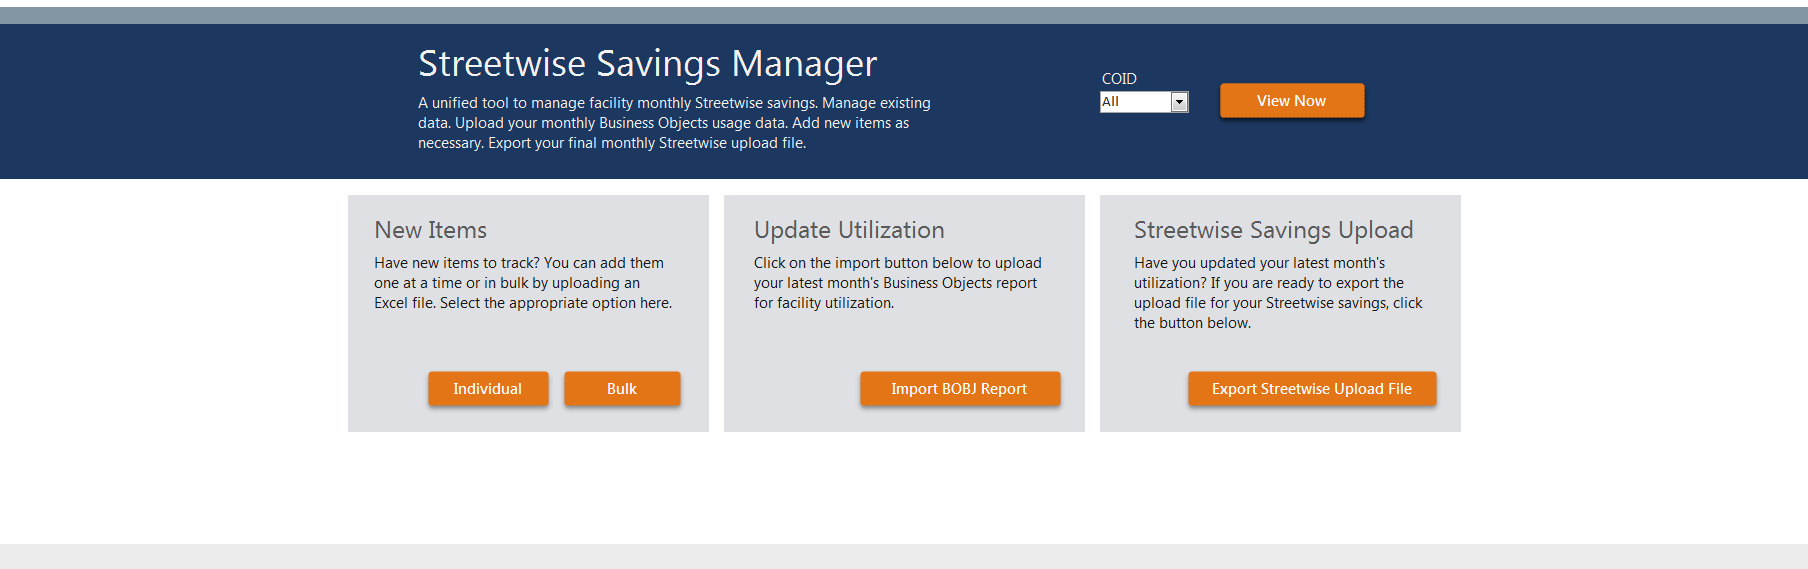 Streetwise Savings Manager
A unified tool to manage facility monthly Streetwise savings. Manage existing
data. Upload your monthly Business Objects usage data. Add new items as
necessary. Export your final monthly Streetwise upload file.
COID
All
View Now
New Items
Have new items to track? You can add them
one at a time or in bulk by uploading an
Excel file. Select the appropriate option here.
Individual
Bulk
Update Utilization
Click on the import button below to upload
your latest month's Business Objects report
for facility utilization.
Import BOBJ Report
Streetwise Savings Upload
Have you updated your latest month's
utilization? If you are ready to export the
upload file for your Streetwise savings, click
the button below.
Export Streetwise Upload File